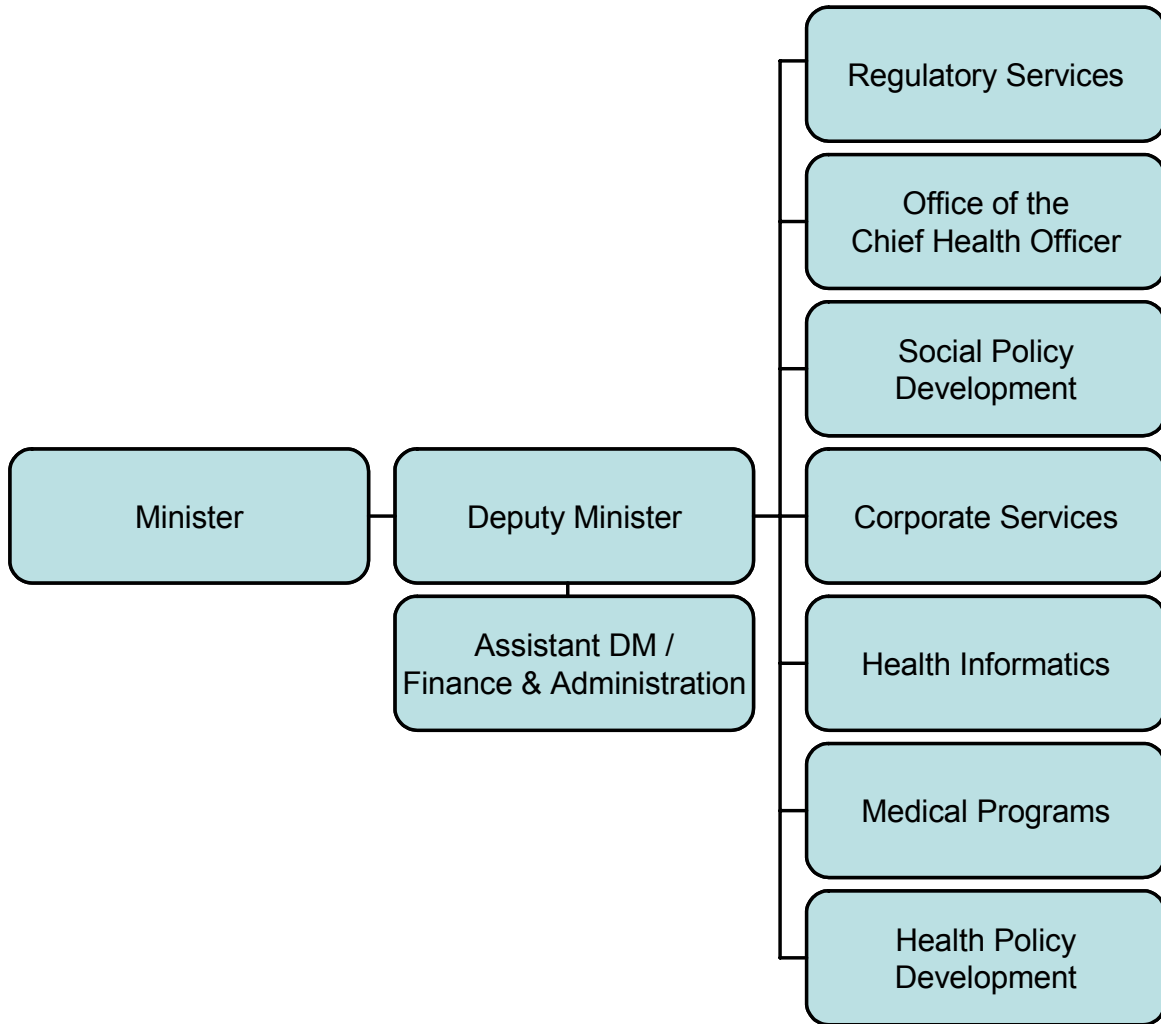 Regulatory Services
Office of the
Chief Health Officer
Social Policy
Development
Minister
Deputy Minister
Corporate Services
Assistant DM /
Finance & Administration
Health Informatics
Medical Programs
Health Policy
Development